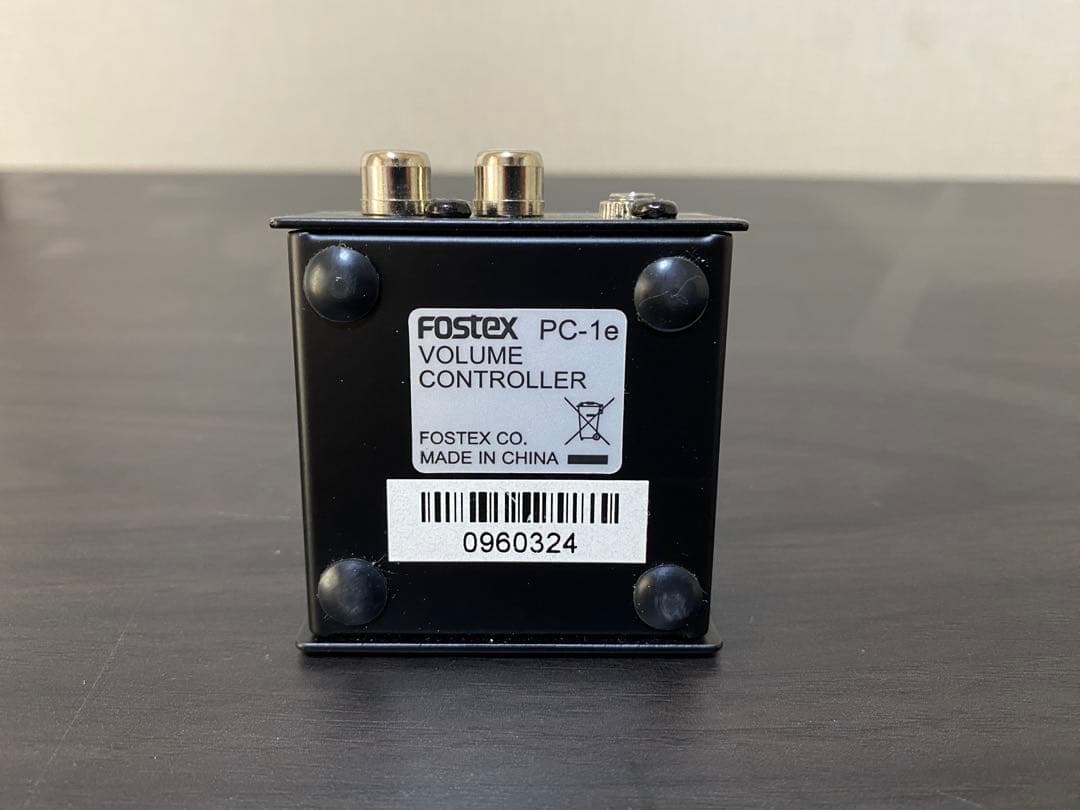 FOSTEX PC-1e
VOLUME
CONTROLLER
FOSTEX CO.
MADE IN CHINA
0960324